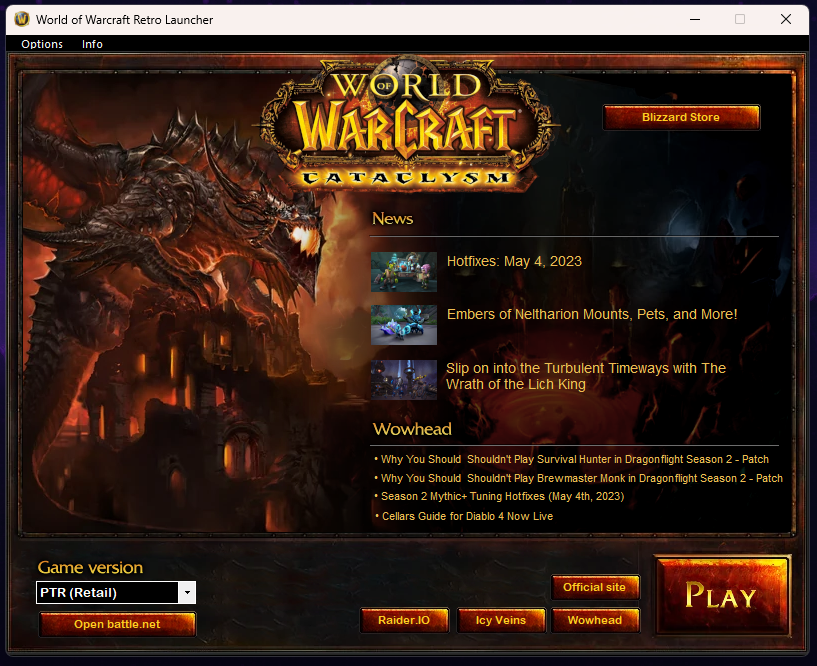 World of Warcraft Retro Launcher
Options Info
WORLD
OF
WARCRAFT
CATACLYSM
Blizzard Store
News
Hotfixes: May 4, 2023
Embers of Neltharion Mounts, Pets, and More!
Slip on into the Turbulent Timeways with The
Wrath of the Lich King
Wowhead
• Why You Should  Shouldn't Play Survival Hunter in Dragonflight Season 2 - Patch
• Why You Should  Shouldn't Play Brewmaster Monk in Dragonflight Season 2 - Patch
• Season 2 Mythic+ Tuning Hotfixes (May 4th, 2023)
• Cellars Guide for Diablo 4 Now Live
Game version
PTR (Retail)
Open battle.net
Official site
Raider.IO Icy Veins Wowhead
PLAY